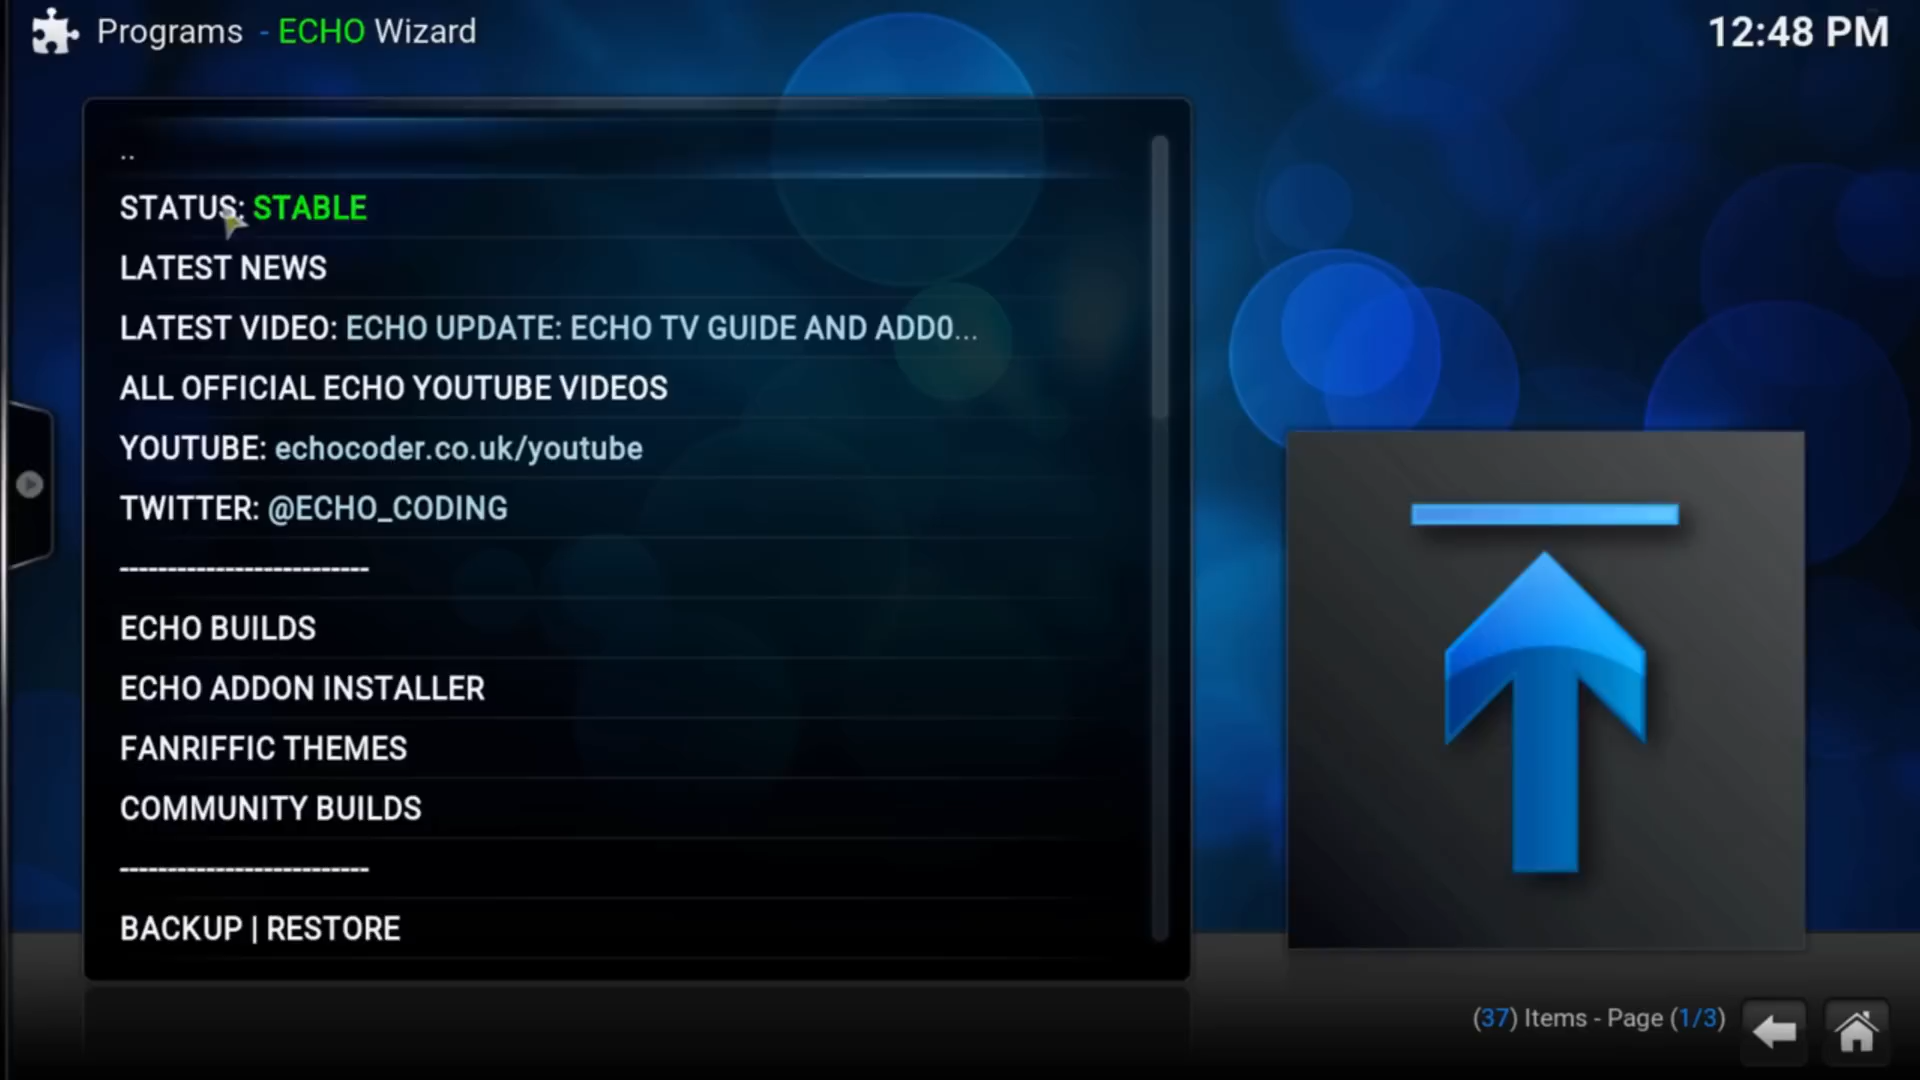 Programs - ECHO Wizard
12:48 PM
..
STATUS: STABLE
LATEST NEWS
LATEST VIDEO: ECHO UPDATE: ECHO TV GUIDE AND ADD0...
ALL OFFICIAL ECHO YOUTUBE VIDEOS
YOUTUBE: echocoder.co.uk/youtube
TWITTER: @ECHO_CODING
--------------------------
ECHO BUILDS
ECHO ADDON INSTALLER
FANRIFFIC THEMES
COMMUNITY BUILDS
--------------------------
BACKUP | RESTORE
(37) Items - Page (1/3)